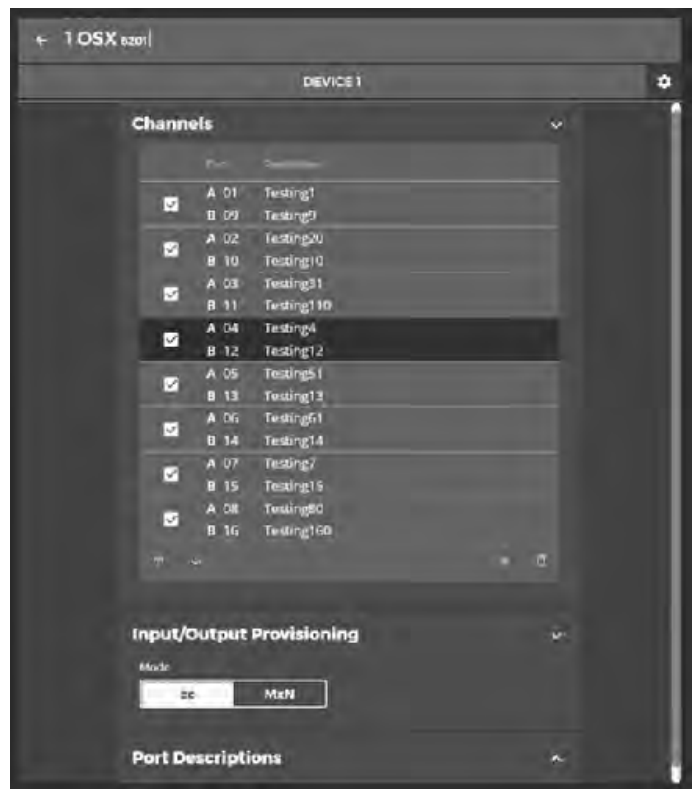 1 OSX 6201
DEVICE 1
Channels
A 01 Testing1
B 09 Testing9
A 02 Testing20
B 10 Testing10
A 03 Testing31
B 11 Testing110
A 04 Testing4
B 12 Testing12
A 05 Testing51
B 13 Testing13
A 06 Testing61
B 14 Testing14
A 07 Testing7
B 15 Testing15
A 08 Testing80
B 16 Testing160
Input/Output Provisioning
Mode
MxN
Port Descriptions